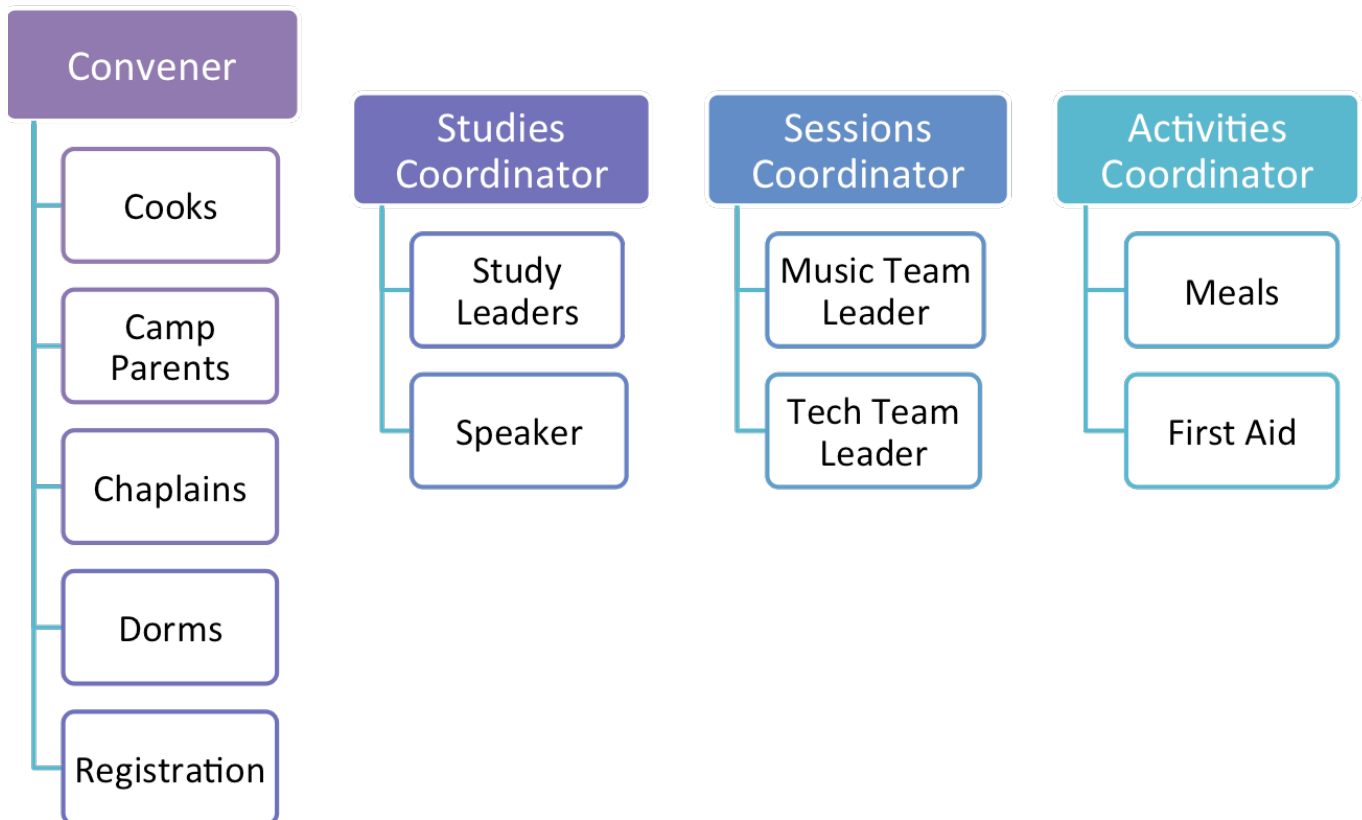 Convener
Cooks
Camp
Parents
Chaplains
Dorms
Registration
Studies
Coordinator
Study
Leaders
Speaker
Sessions
Coordinator
Music Team
Leader
Tech Team
Leader
Activities
Coordinator
Meals
First Aid